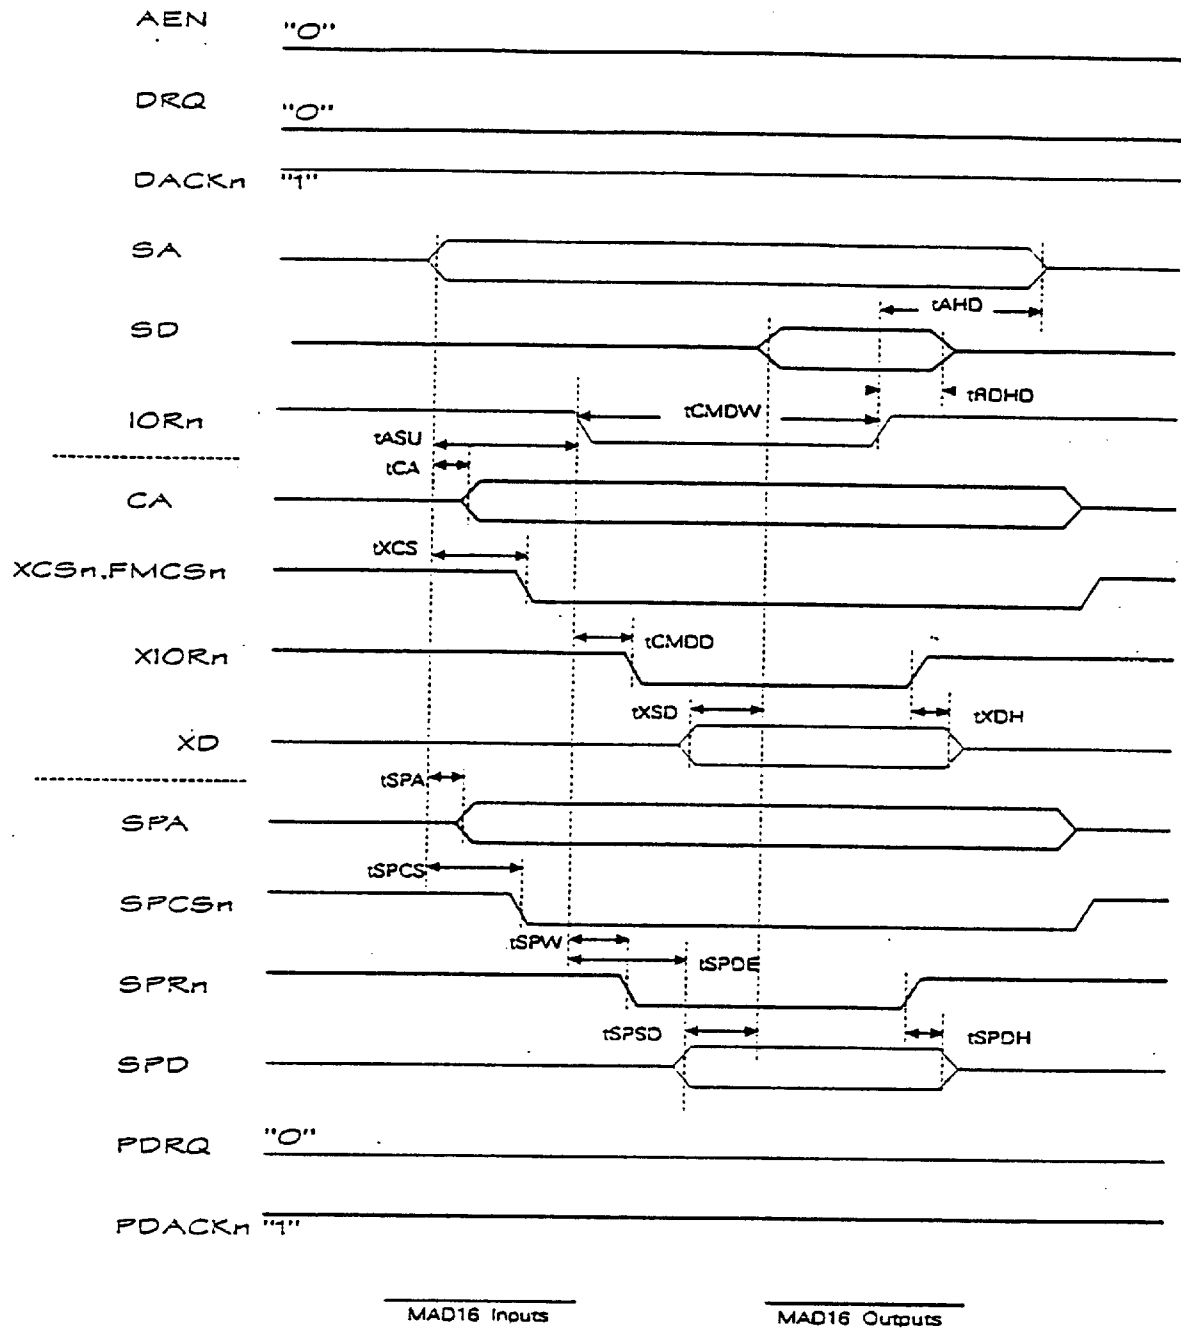 AEN "0"
DRQ "0"
DACKn "1"
SA
tAHD
SD
tRDHD
IORn
tCMDW
tASU
tCA
CA
tXCS
XCSn,FMCSn
tCMDD
XIORn
tXSD
tXDH
XD
tSPA
SPA
tSPCS
SPCSn
tSPW
tSPDE
SPRn
tSPSD
tSPDH
SPD
PDRQ "0"
PDACKn "1"
MAD16 Inputs
MAD16 Outputs